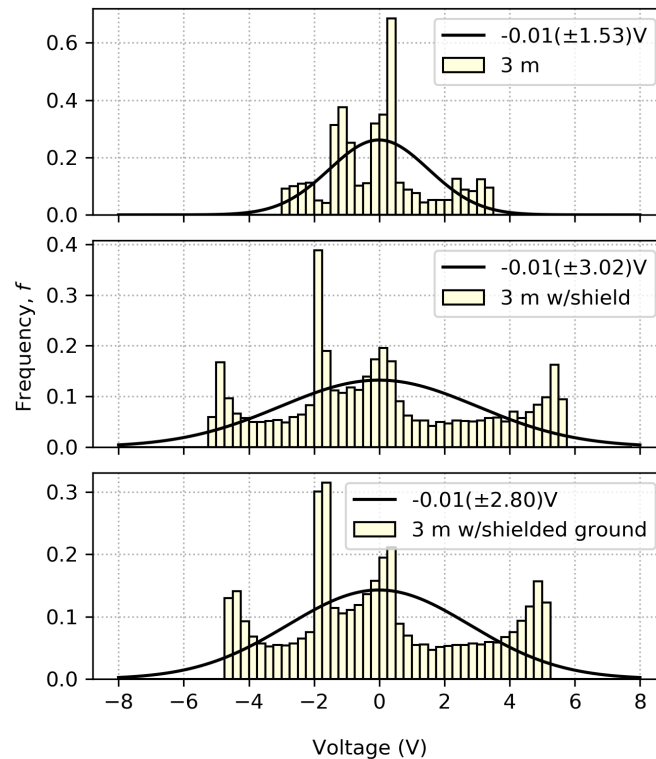 -0.01(±1.53)V
3 m
0.6
0.4
0.2
0.0
-0.01(±3.02)V
3 m w/shield
0.4
0.3
0.2
0.1
0.0
Frequency, f
-0.01(±2.80)V
3 m w/shielded ground
0.3
0.2
0.1
0.0
−8 −6 −4 −2 0 2 4 6 8
Voltage (V)